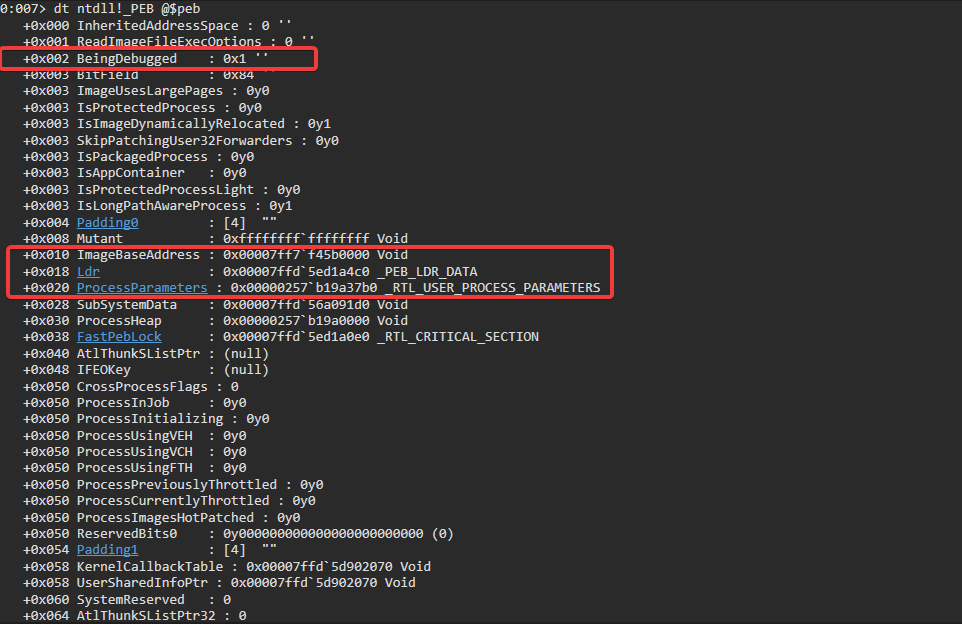 0:007> dt ntdll!_PEB @$peb
+0x000 InheritedAddressSpace : 0 ''
+0x001 ReadImageFileExecOptions : 0 ''
+0x002 BeingDebugged    : 0x1 ''
+0x003 BitField         : 0x84 ''
+0x003 ImageUsesLargePages : 0y0
+0x003 IsProtectedProcess : 0y0
+0x003 IsImageDynamicallyRelocated : 0y1
+0x003 SkipPatchingUser32Forwarders : 0y0
+0x003 IsPackagedProcess : 0y0
+0x003 IsAppContainer   : 0y0
+0x003 IsProtectedProcessLight : 0y0
+0x003 IsLongPathAwareProcess : 0y1
+0x004 Padding0         : [4]  ""
+0x008 Mutant           : 0xffffffff`ffffffff Void
+0x010 ImageBaseAddress : 0x00007ff7`f45b0000 Void
+0x018 Ldr              : 0x00007ffd`5ed1a4c0 _PEB_LDR_DATA
+0x020 ProcessParameters : 0x00000257`b19a37b0 _RTL_USER_PROCESS_PARAMETERS
+0x028 SubSystemData    : 0x00007ffd`56a091d0 Void
+0x030 ProcessHeap      : 0x00000257`b19a0000 Void
+0x038 FastPebLock      : 0x00007ffd`5ed1a0e0 _RTL_CRITICAL_SECTION
+0x040 AtlThunkSListPtr : (null)
+0x048 IFEOKey          : (null)
+0x050 CrossProcessFlags : 0
+0x050 ProcessInJob     : 0y0
+0x050 ProcessInitializing : 0y0
+0x050 ProcessUsingVEH  : 0y0
+0x050 ProcessUsingVCH  : 0y0
+0x050 ProcessUsingFTH  : 0y0
+0x050 ProcessPreviouslyThrottled : 0y0
+0x050 ProcessCurrentlyThrottled : 0y0
+0x050 ProcessImagesHotPatched : 0y0
+0x050 ReservedBits0    : 0y0000000000000000000000000 (0)
+0x054 Padding1         : [4]  ""
+0x058 KernelCallbackTable : 0x00007ffd`5d902070 Void
+0x058 UserSharedInfoPtr : 0x00007ffd`5d902070 Void
+0x060 SystemReserved   : 0
+0x064 AtlThunkSListPtr32 : 0